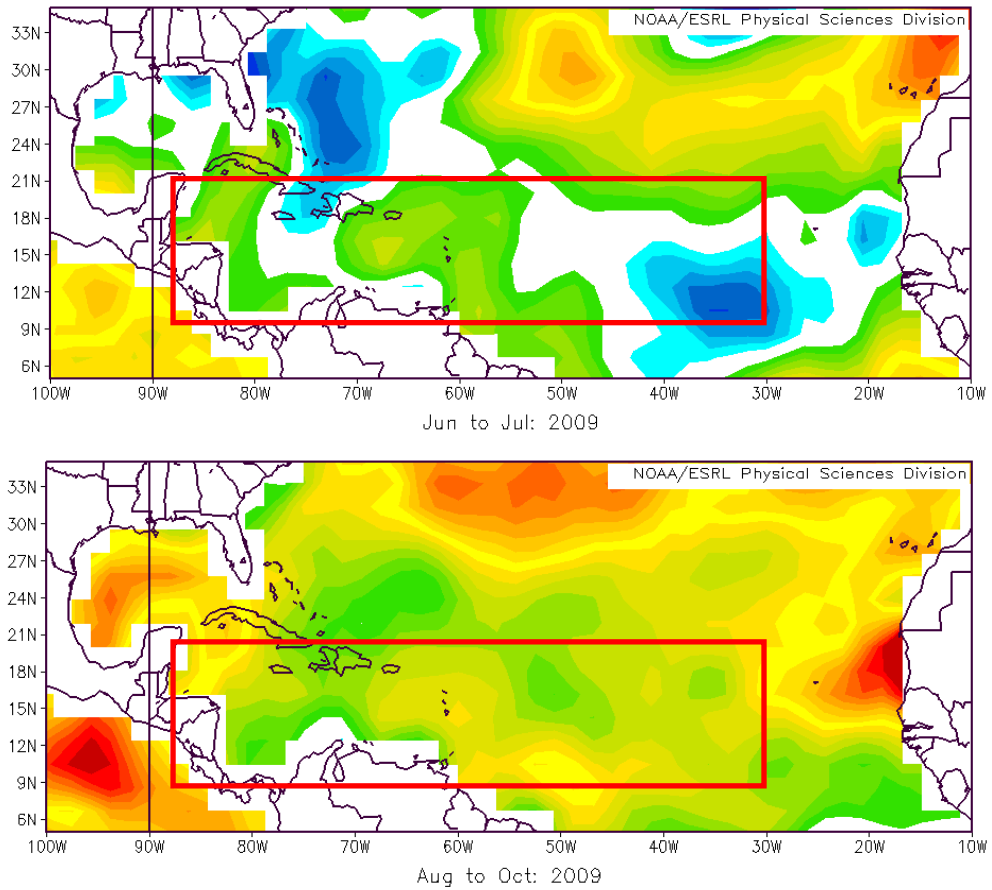 NOAA/ESRL Physical Sciences Division
33N
30N
27N
24N
21N
18N
15N
12N
9N
6N
100W 90W 80W 70W 60W 50W 40W 30W 20W 10W
Jun to Jul: 2009
NOAA/ESRL Physical Sciences Division
33N
30N
27N
24N
21N
18N
15N
12N
9N
6N
100W 90W 80W 70W 60W 50W 40W 30W 20W 10W
Aug to Oct: 2009